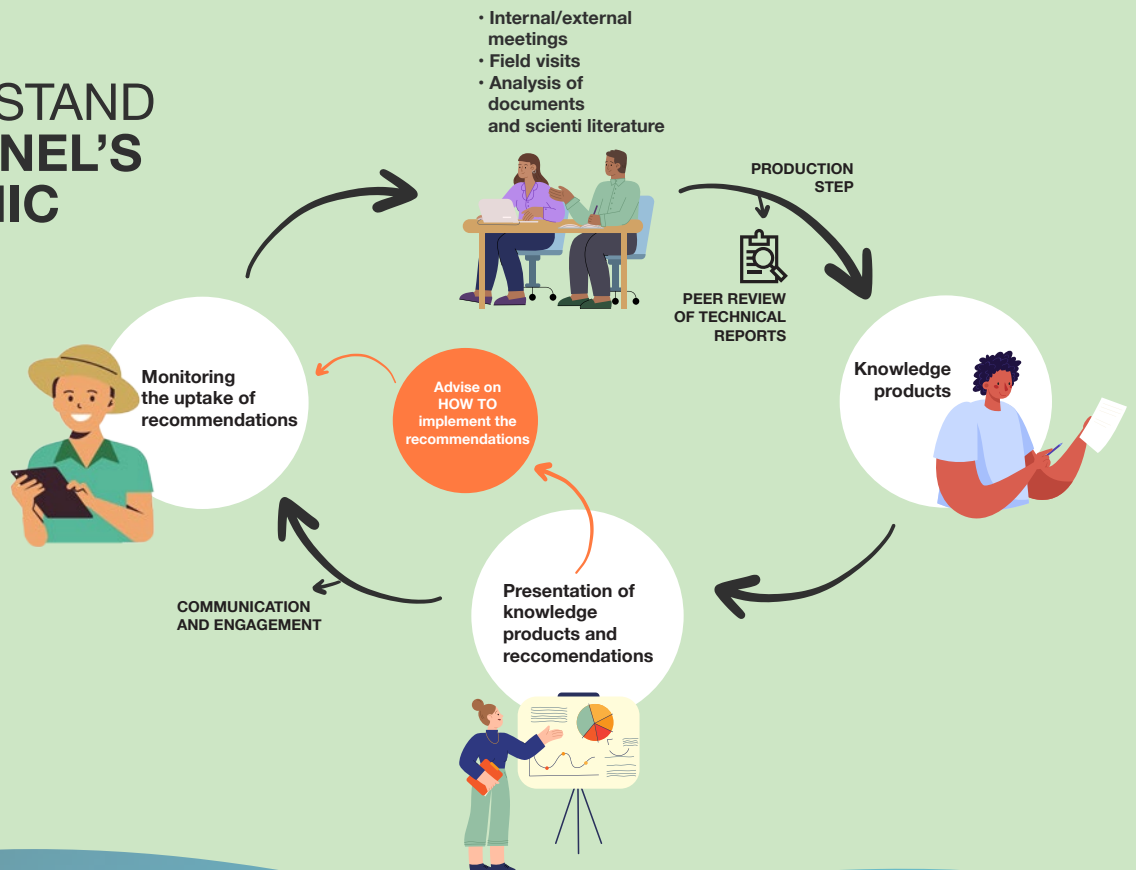 STAND
NEL'S
IIC
• Internal/external
meetings
• Field visits
• Analysis of
documents
and scienti literature
PRODUCTION
STEP
PEER REVIEW
OF TECHNICAL
REPORTS
Knowledge
products
Monitoring
the uptake of
recommendations
Advise on
HOW TO
implement the
recommendations
Presentation of
knowledge
products and
reccomendations
COMMUNICATION
AND ENGAGEMENT